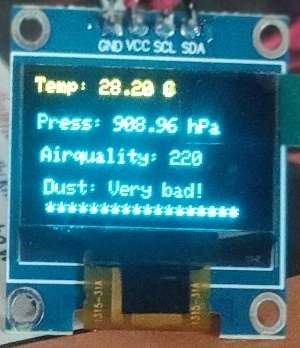 GND VCC SCL SDA
Temp: 28.20 C
Press: 908.96 hPa
Airquality: 220
Dust: Very bad!
******************